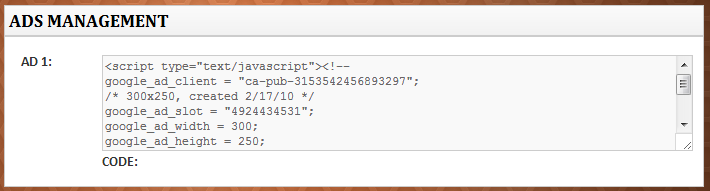 ADS MANAGEMENT
AD 1:
<script type="text/javascript"><!--
google_ad_client = "ca-pub-3153542456893297";
/* 300x250, created 2/17/10 */
google_ad_slot = "4924434531";
google_ad_width = 300;
google_ad_height = 250;
CODE: